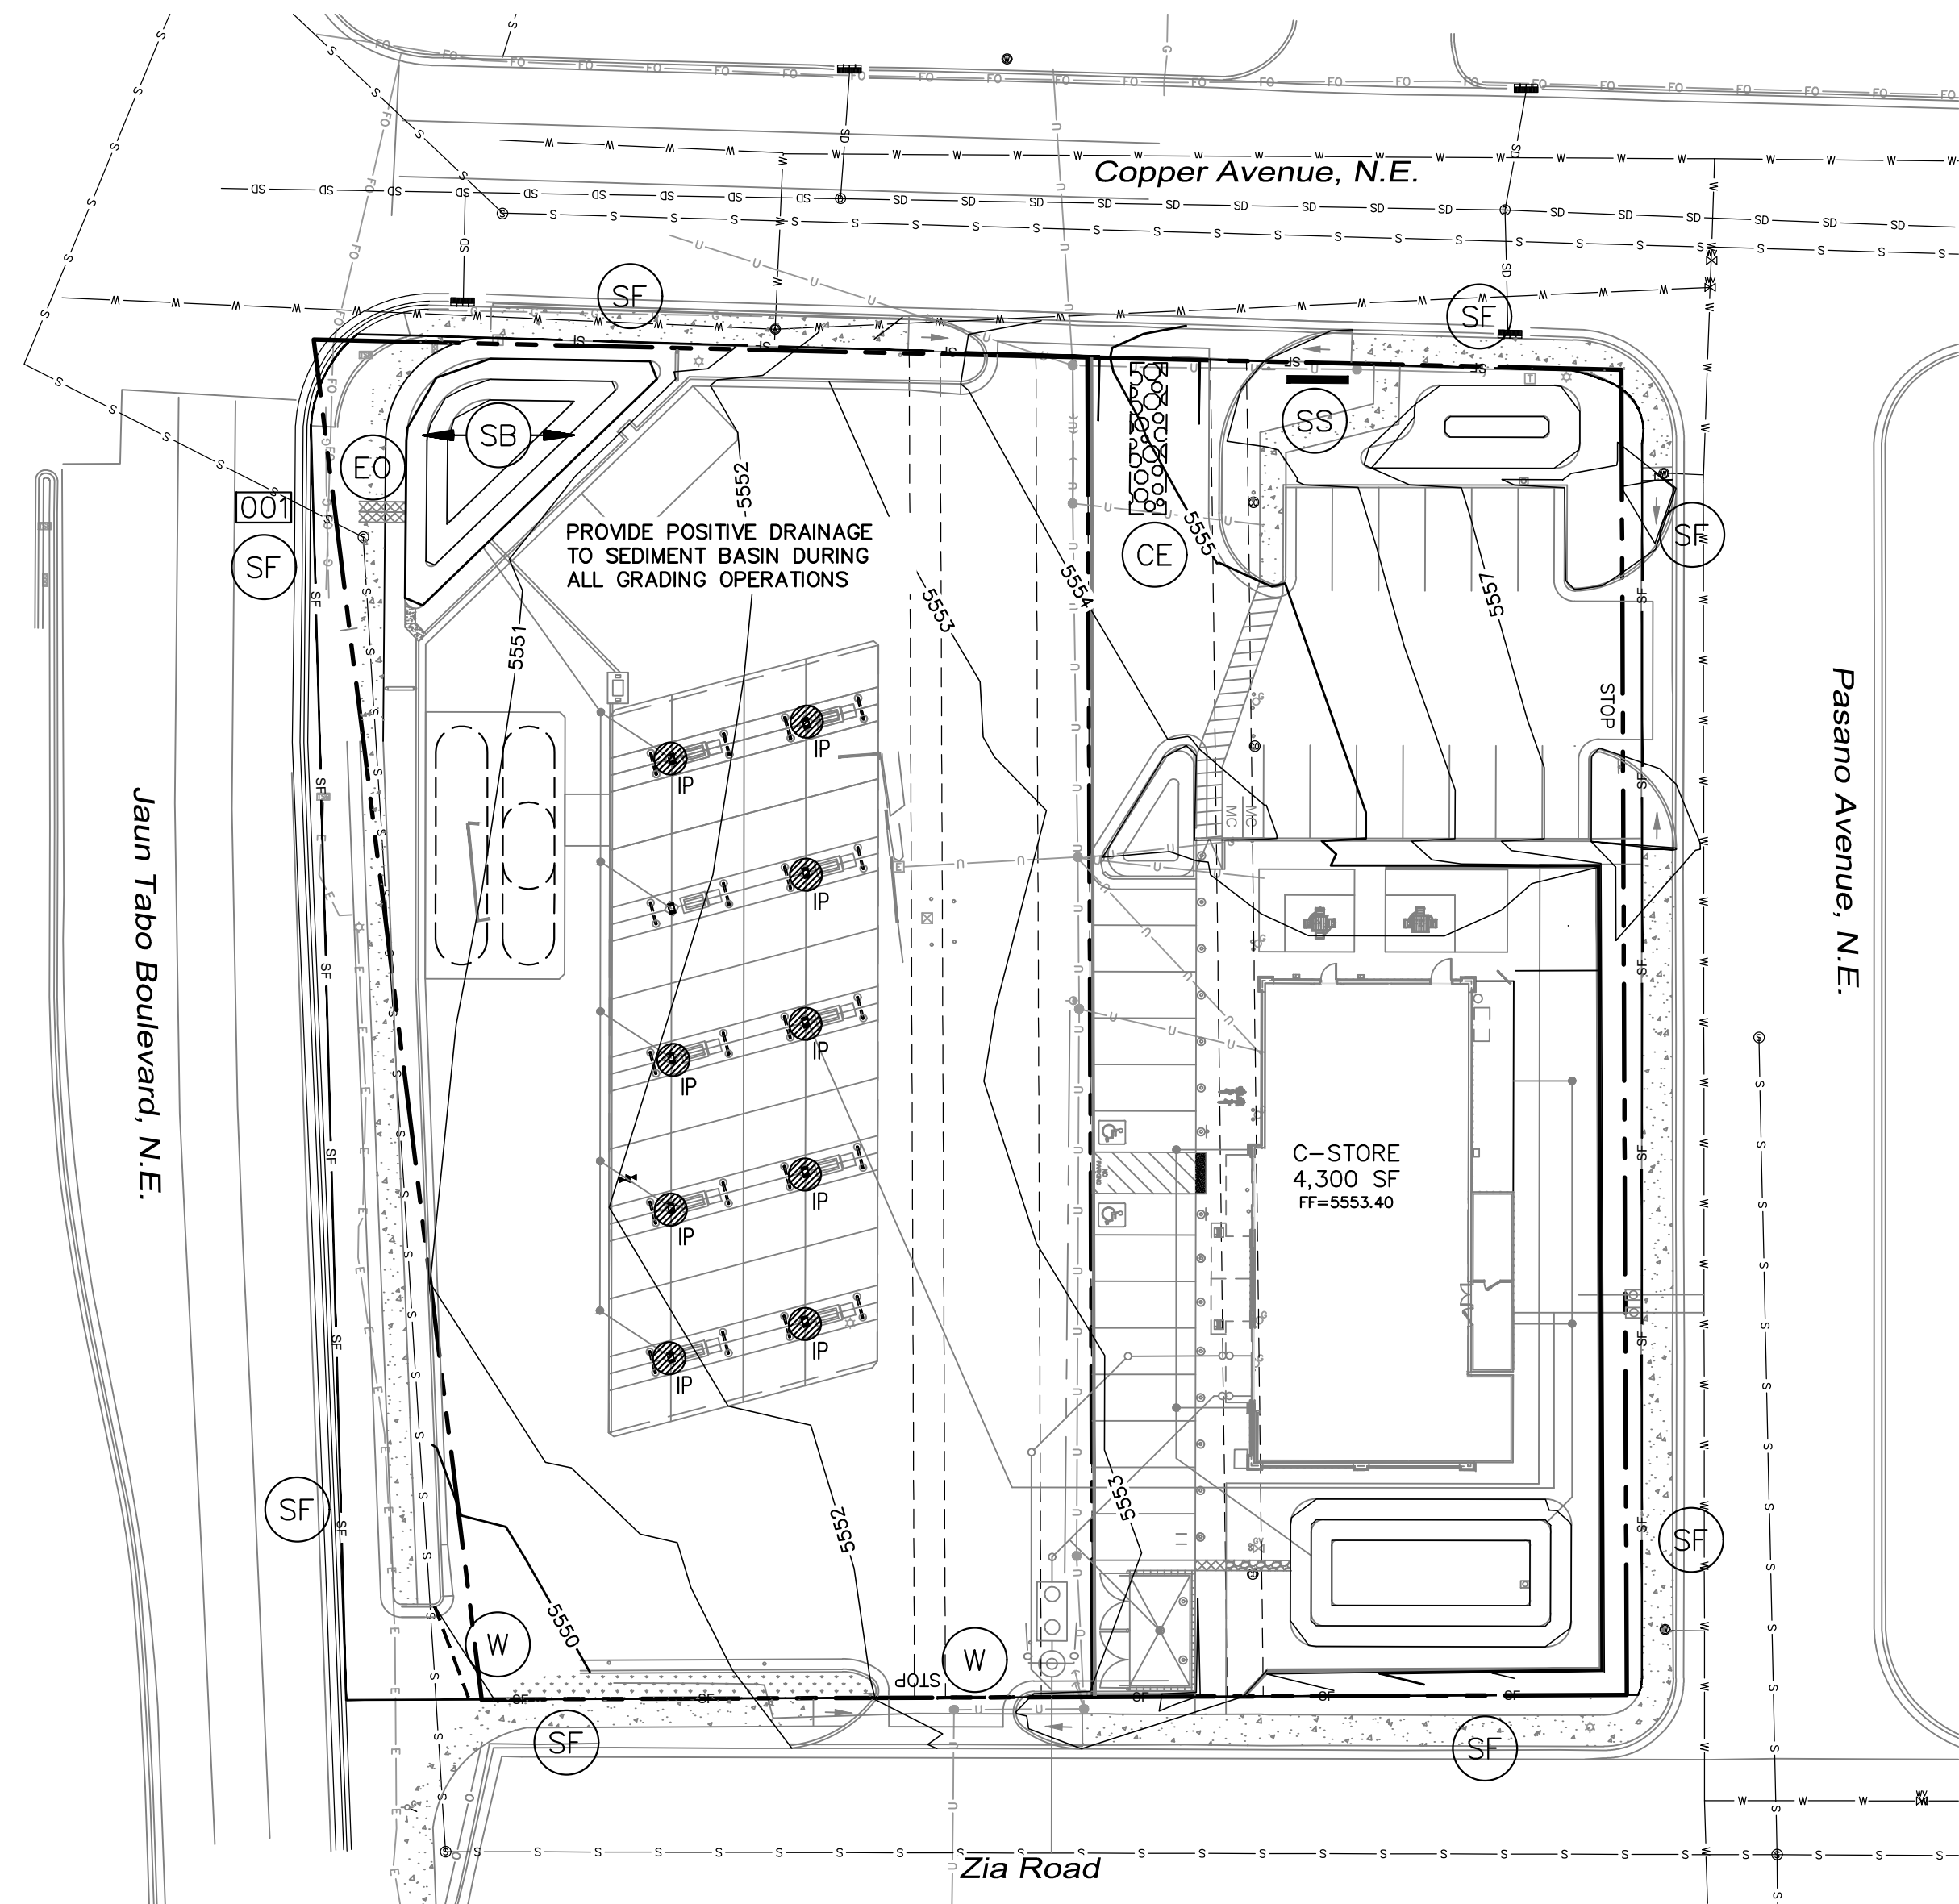 Copper Avenue, N.E.
SF
SF
SB
SS
EO
001
SF
CE
SF
5552
PROVIDE POSITIVE DRAINAGE
TO SEDIMENT BASIN DURING
ALL GRADING OPERATIONS
5555
5554
5553
5557
5551
STOP
Pasano Avenue, N.E.
Jaun Tabo Boulevard, N.E.
IP
IP
MC
MC
IP
IP
IP
C-STORE
4,300 SF
FF=5553.40
IP
IP
IP
IP
SF
5553
5552
SF
5550
W
W
STOP
SF
SF
Zia Road